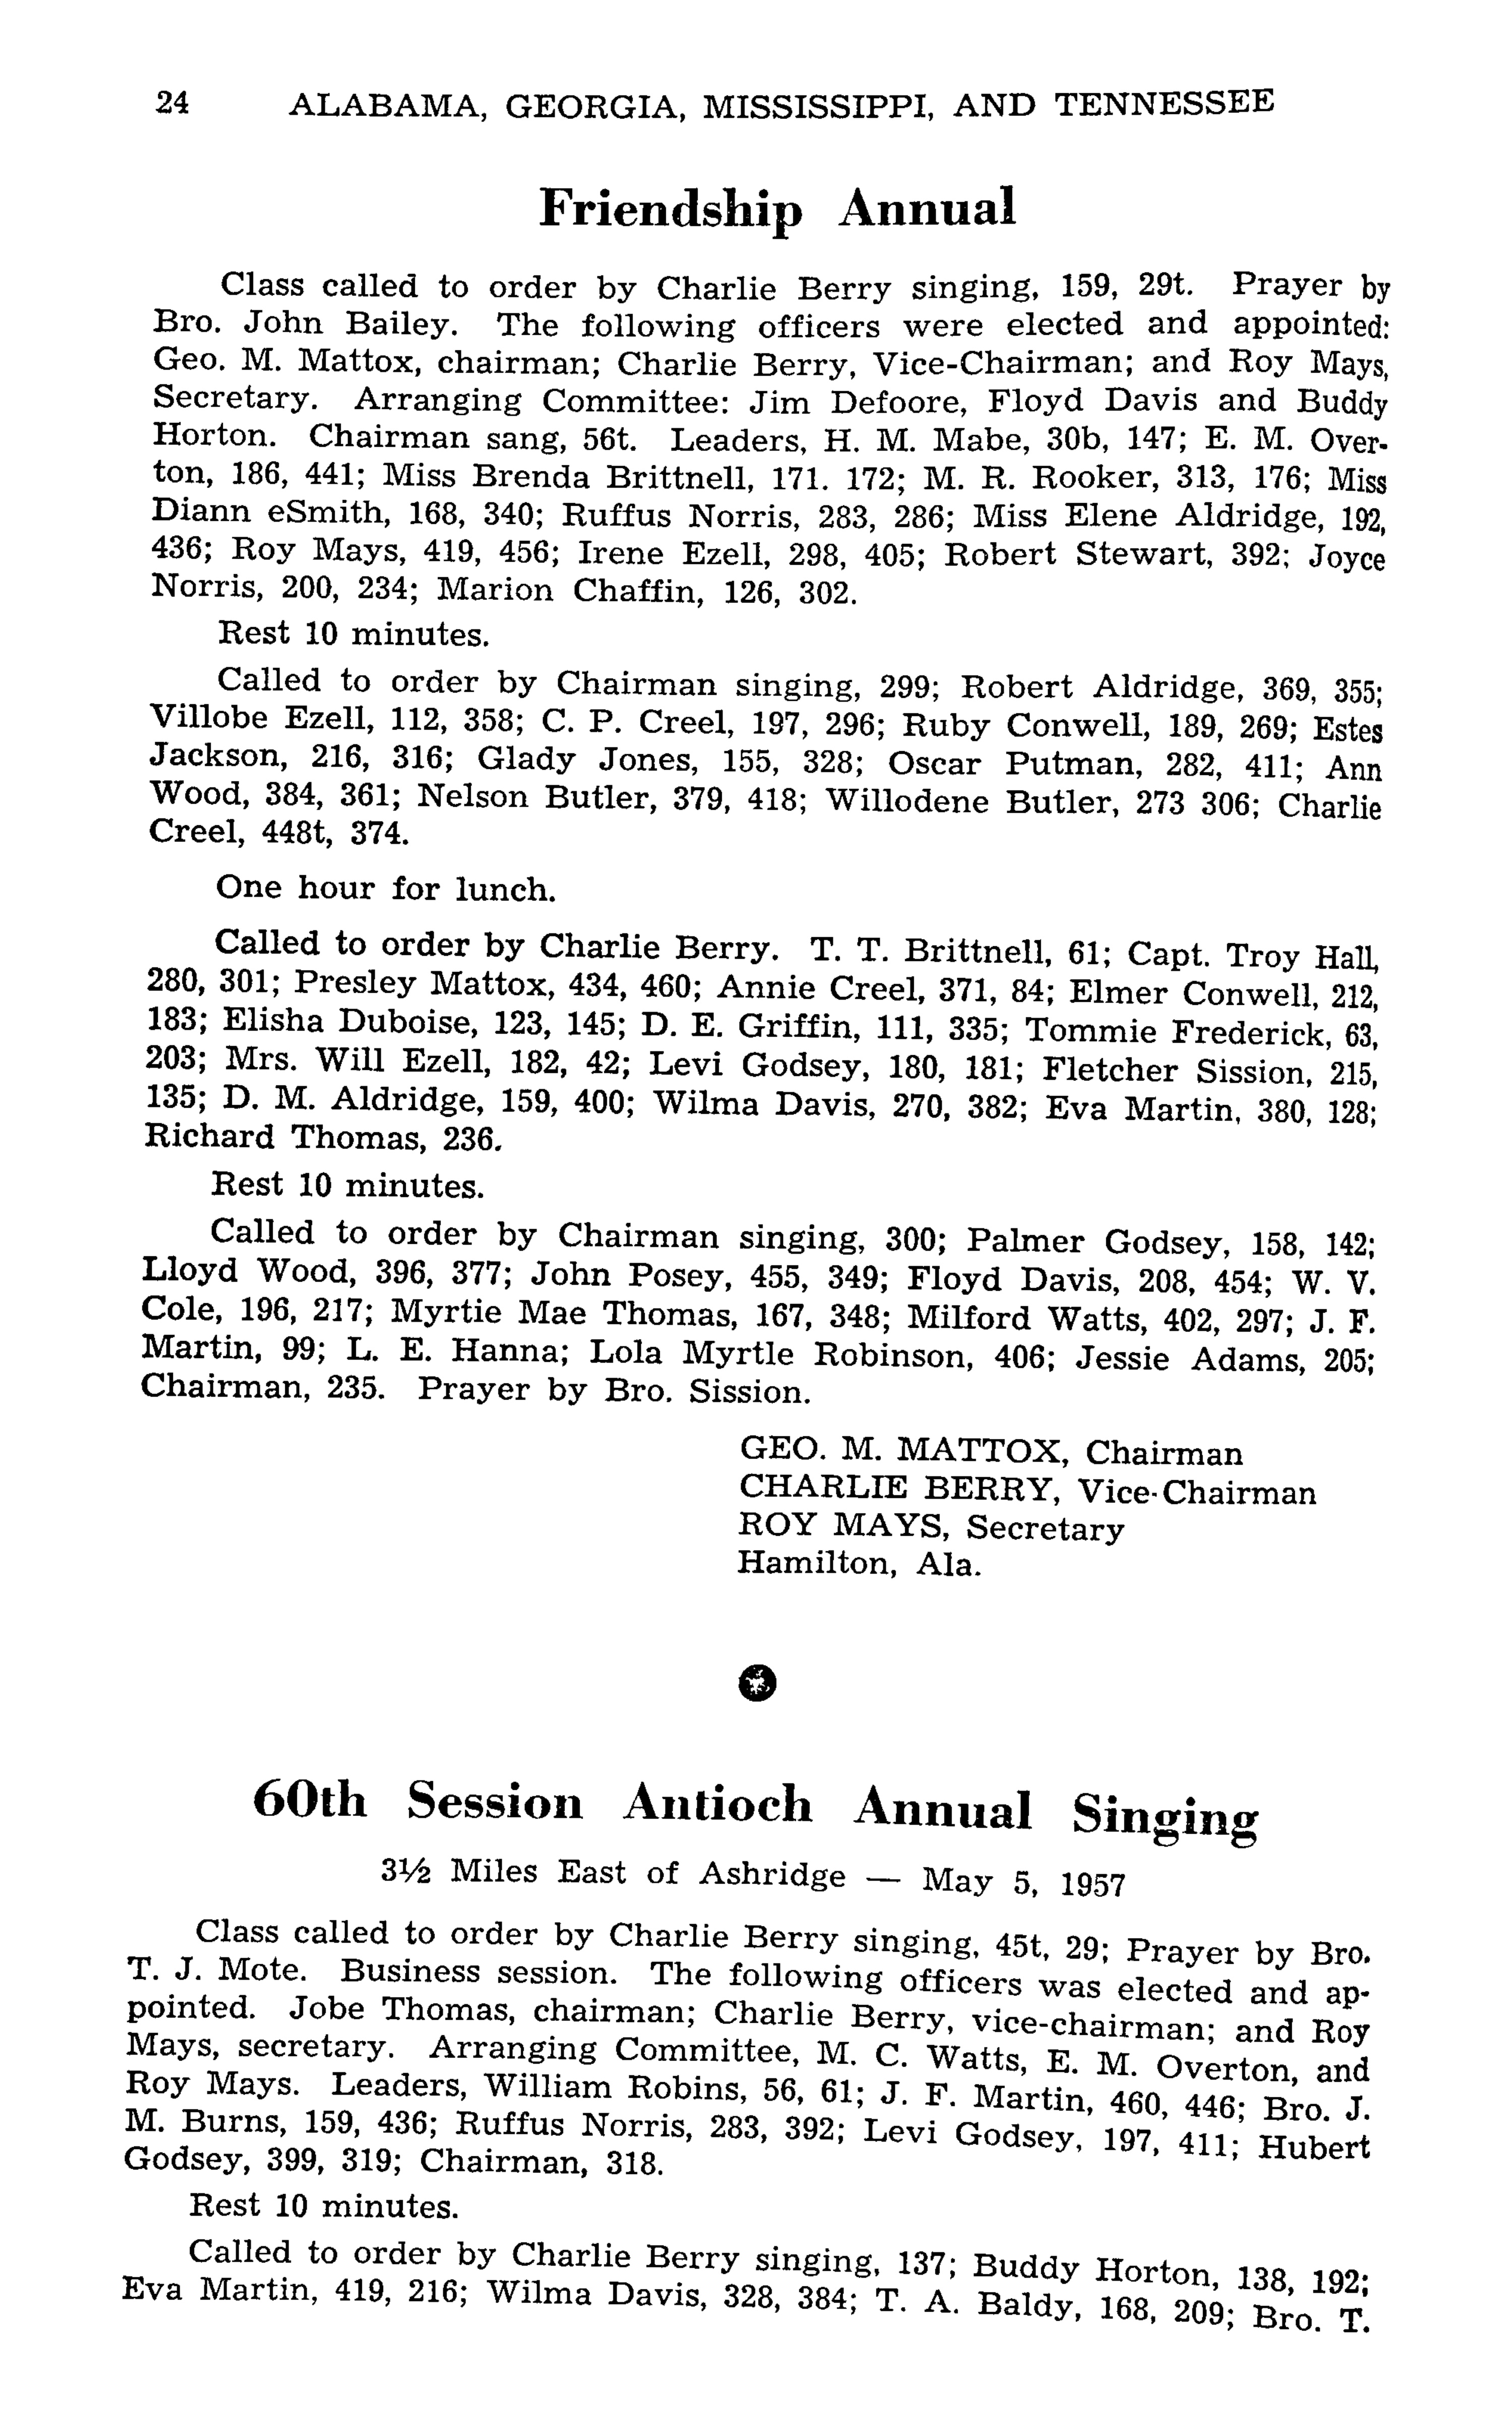 24 ALABAMA, GEORGIA, MISSISSIPPI, AND TENNESSEE
Friendship Annual
Class called to order by Charlie Berry singing, 159, 29t. Prayer by
Bro. John Bailey. The following officers were elected and appointed:
Geo. M. Mattox, chairman; Charlie Berry, Vice-Chairman; and Roy Mays,
Secretary. Arranging Committee: Jim Defoore, Floyd Davis and Buddy
Horton. Chairman sang, 56t. Leaders, H. M. Mabe, 30b, 147; E. M. Over-
ton, 186, 441; Miss Brenda Brittnell, 171. 172; M. R. Rooker, 313, 176; Miss
Diann eSmith, 168, 340; Ruffus Norris, 283, 286; Miss Elene Aldridge, 192,
436; Roy Mays, 419, 456; Irene Ezell, 298, 405; Robert Stewart, 392; Joyce
Norris, 200, 234; Marion Chaffin, 126, 302.
Rest 10 minutes.
Called to order by Chairman singing, 299; Robert Aldridge, 369, 355;
Villobe Ezell, 112, 358; C. P. Creel, 197, 296; Ruby Conwell, 189, 269; Estes
Jackson, 216, 316; Glady Jones, 155, 328; Oscar Putman, 282, 411; Ann
Wood, 384, 361; Nelson Butler, 379, 418; Willodene Butler, 273 306; Charlie
Creel, 448t, 374.
One hour for lunch.
Called to order by Charlie Berry. T. T. Brittnell, 61; Capt. Troy Hall,
280, 301; Presley Mattox, 434, 460; Annie Creel, 371, 84; Elmer Conwell, 212,
183; Elisha Duboise, 123, 145; D. E. Griffin, 111, 335; Tommie Frederick, 63,
203; Mrs. Will Ezell, 182, 42; Levi Godsey, 180, 181; Fletcher Sission, 215,
135; D. M. Aldridge, 159, 400; Wilma Davis, 270, 382; Eva Martin, 380, 128;
Richard Thomas, 236.
Rest 10 minutes.
Called to order by Chairman singing, 300; Palmer Godsey, 158, 142;
Lloyd Wood, 396, 377; John Posey, 455, 349; Floyd Davis, 208, 454; W. V.
Cole, 196, 217; Myrtie Mae Thomas, 167, 348; Milford Watts, 402, 297; J. F.
Martin, 99; L. E. Hanna; Lola Myrtle Robinson, 406; Jessie Adams, 205;
Chairman, 235. Prayer by Bro. Sission.
GEO. M. MATTOX, Chairman
CHARLIE BERRY, Vice-Chairman
ROY MAYS, Secretary
Hamilton, Ala.
60th Session Antioch Annual Singing
3½ Miles East of Ashridge — May 5, 1957
Class called to order by Charlie Berry singing, 45t, 29; Prayer by Bro.
T. J. Mote. Business session. The following officers was elected and ap-
pointed. Jobe Thomas, chairman; Charlie Berry, vice-chairman; and Roy
Mays, secretary. Arranging Committee, M. C. Watts, E. M. Overton, and
Roy Mays. Leaders, William Robins, 56, 61; J. F. Martin, 460, 446; Bro. J.
M. Burns, 159, 436; Ruffus Norris, 283, 392; Levi Godsey, 197, 411; Hubert
Godsey, 399, 319; Chairman, 318.
Rest 10 minutes.
Called to order by Charlie Berry singing, 137; Buddy Horton, 138, 192;
Eva Martin, 419, 216; Wilma Davis, 328, 384; T. A. Baldy, 168, 209; Bro. T.